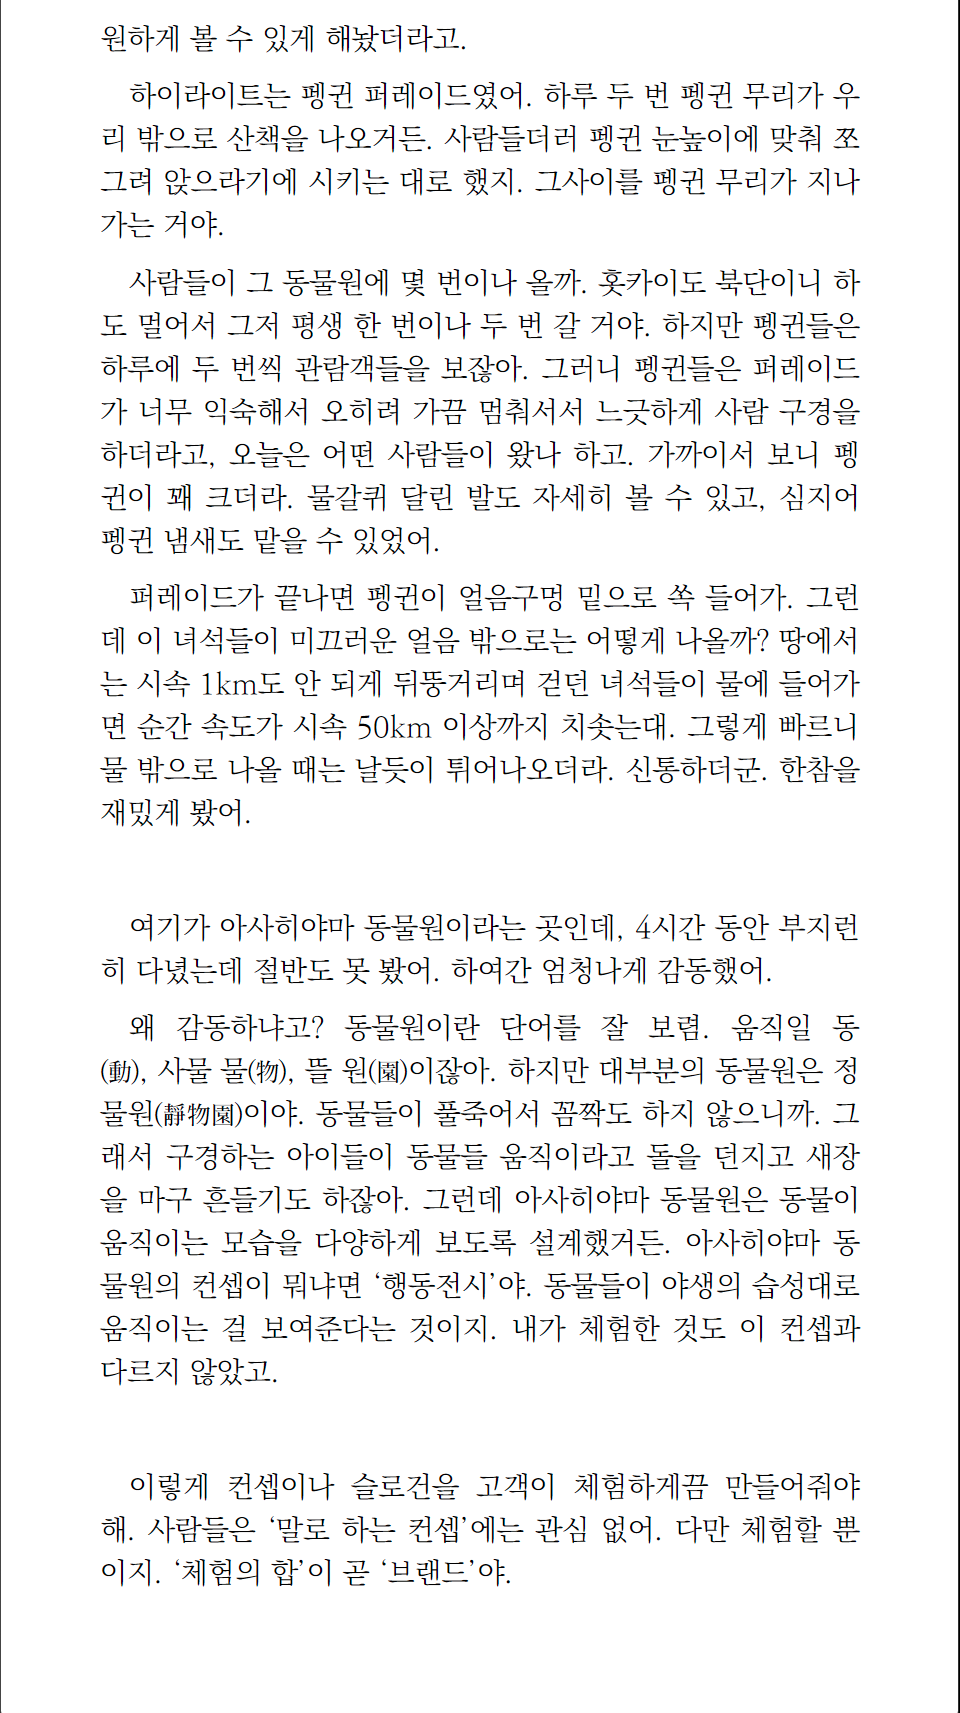 원하게 볼 수 있게 해놨더라고.
하이라이트는 펭귄 퍼레이드였어. 하루 두 번 펭귄 무리가 우
리 밖으로 산책을 나오거든. 사람들더러 펭귄 눈높이에 맞춰 쪼
그려 앉으라기에 시키는 대로 했지. 그사이를 펭귄 무리가 지나
가는 거야.
사람들이 그 동물원에 몇 번이나 올까. 홋카이도 북단이니 하
도 멀어서 그저 평생 한 번이나 두 번 갈 거야. 하지만 펭귄들은
하루에 두 번씩 관람객들을 보잖아. 그러니 펭귄들은 퍼레이드
가 너무 익숙해서 오히려 가끔 멈춰서서 느긋하게 사람 구경을
하더라고, 오늘은 어떤 사람들이 왔나 하고. 가까이서 보니 펭
귄이 꽤 크더라. 물갈퀴 달린 발도 자세히 볼 수 있고, 심지어
펭귄 냄새도 맡을 수 있었어.
퍼레이드가 끝나면 펭귄이 얼음구멍 밑으로 쏙 들어가. 그런
데 이 녀석들이 미끄러운 얼음 밖으로는 어떻게 나올까? 땅에서
는 시속 1km도 안 되게 뒤뚱거리며 걷던 녀석들이 물에 들어가
면 순간 속도가 시속 50km 이상까지 치솟는대. 그렇게 빠르니
물 밖으로 나올 때는 날듯이 튀어나오더라. 신통하더군. 한참을
재밌게 봤어.
여기가 아사히야마 동물원이라는 곳인데, 4시간 동안 부지런
히 다녔는데 절반도 못 봤어. 하여간 엄청나게 감동했어.
왜 감동하냐고? 동물원이란 단어를 잘 보렴. 움직일 동
(動), 사물 물(物), 뜰 원(園)이잖아. 하지만 대부분의 동물원은 정
물원(靜物園)이야. 동물들이 풀죽어서 꼼짝도 하지 않으니까. 그
래서 구경하는 아이들이 동물들 움직이라고 돌을 던지고 새장
을 마구 흔들기도 하잖아. 그런데 아사히야마 동물원은 동물이
움직이는 모습을 다양하게 보도록 설계했거든. 아사히야마 동
물원의 컨셉이 뭐냐면 ‘행동전시’야. 동물들이 야생의 습성대로
움직이는 걸 보여준다는 것이지. 내가 체험한 것도 이 컨셉과
다르지 않았고.
이렇게 컨셉이나 슬로건을 고객이 체험하게끔 만들어줘야
해. 사람들은 ‘말로 하는 컨셉’에는 관심 없어. 다만 체험할 뿐
이지. ‘체험의 합’이 곧 ‘브랜드’야.